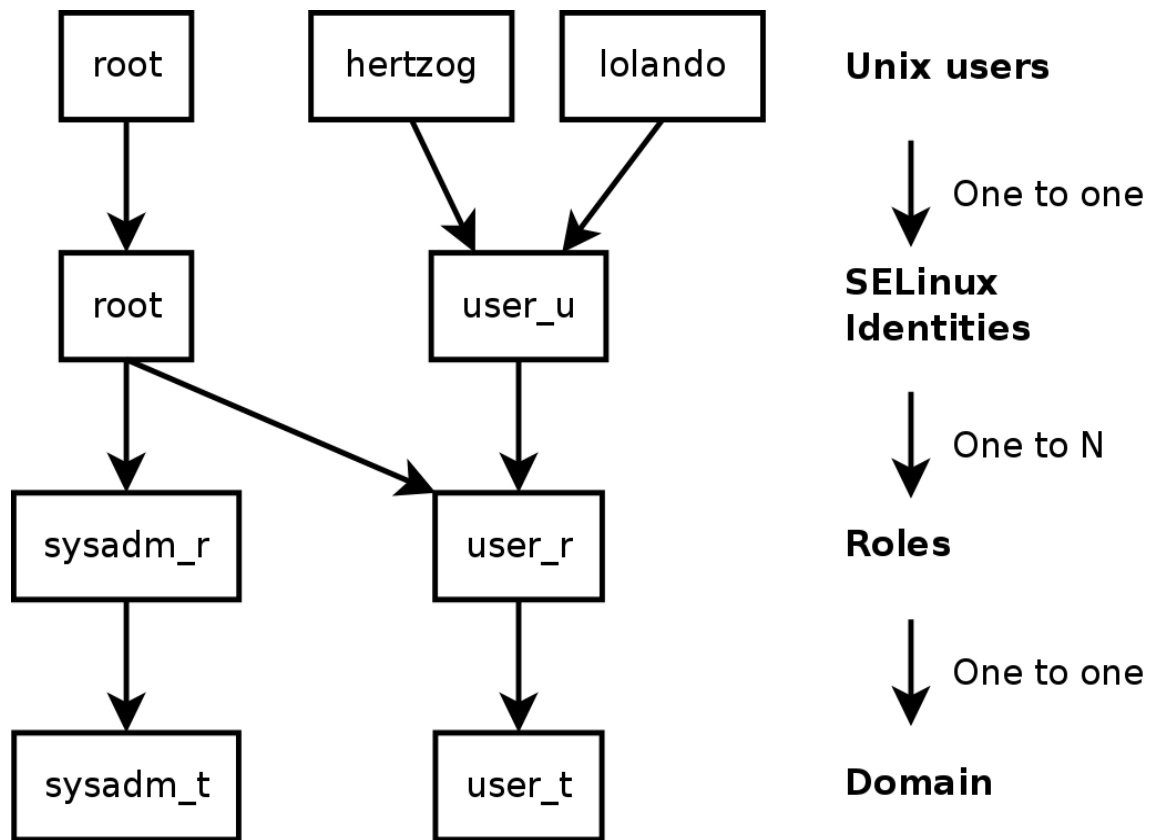 root
hertzog
lolando
Unix users
One to one
root
user_u
SELinux
Identities
One to N
sysadm_r
user_r
Roles
One to one
sysadm_t
user_t
Domain